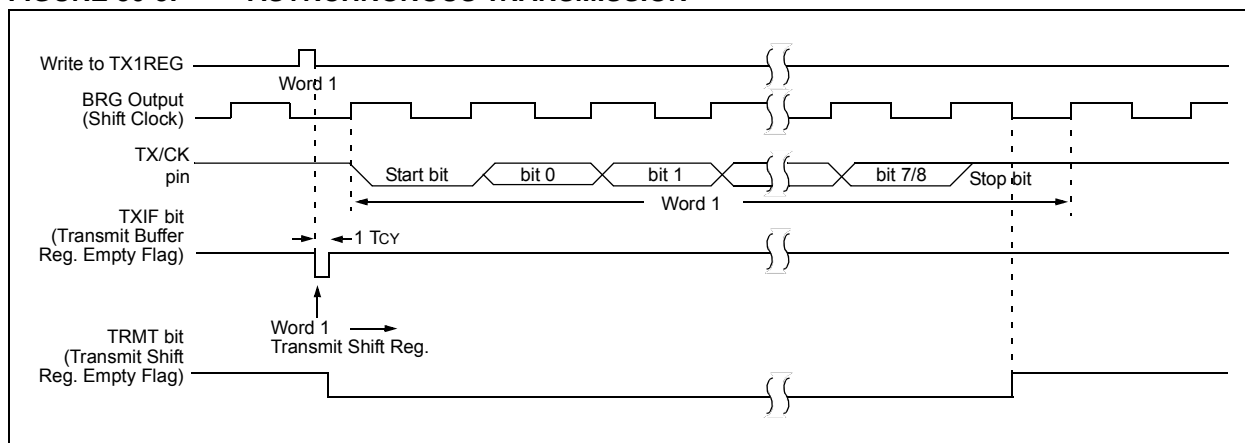 Write to TX1REG
Word 1
BRG Output
(Shift Clock)
TX/CK
pin
Start bit
bit 0
bit 1
bit 7/8
Stop bit
Word 1
TXIF bit
(Transmit Buffer
Reg. Empty Flag)
1 TCY
Word 1
Transmit Shift Reg.
TRMT bit
(Transmit Shift
Reg. Empty Flag)